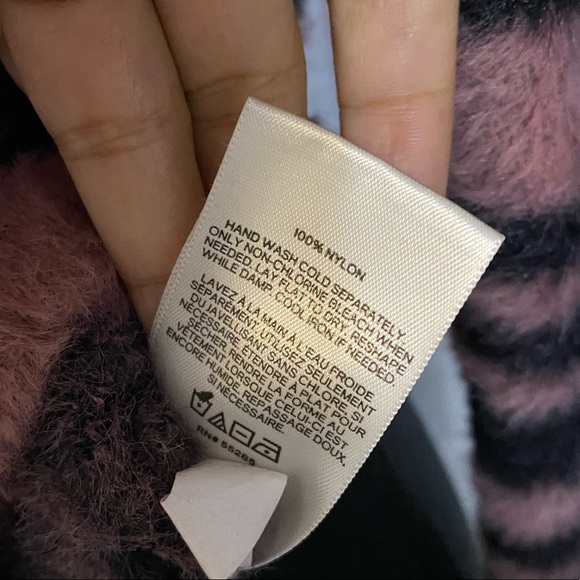 100% NYLON
HAND WASH COLD SEPARATELY.
ONLY NON-CHLORINE BLEACH WHEN
NEEDED. LAY FLAT TO DRY. RESHAPE
WHILE DAMP. COOL IRON IF NEEDED.
LAVEZ À LA MAIN À L'EAU FROIDE
SÉPARÉMENT. UTILISEZ SEULEMENT
DU JAVELLISANT SANS CHLORE, SI
NÉCESSAIRE. ÉTENDRE À PLAT POUR
SÉCHER. RENDRE LA FORME AU
VÊTEMENT LORSQUE CELUI-CI EST
ENCORE HUMIDE. REPASSAGE DOUX,
SI NÉCESSAIRE
RN# 55285